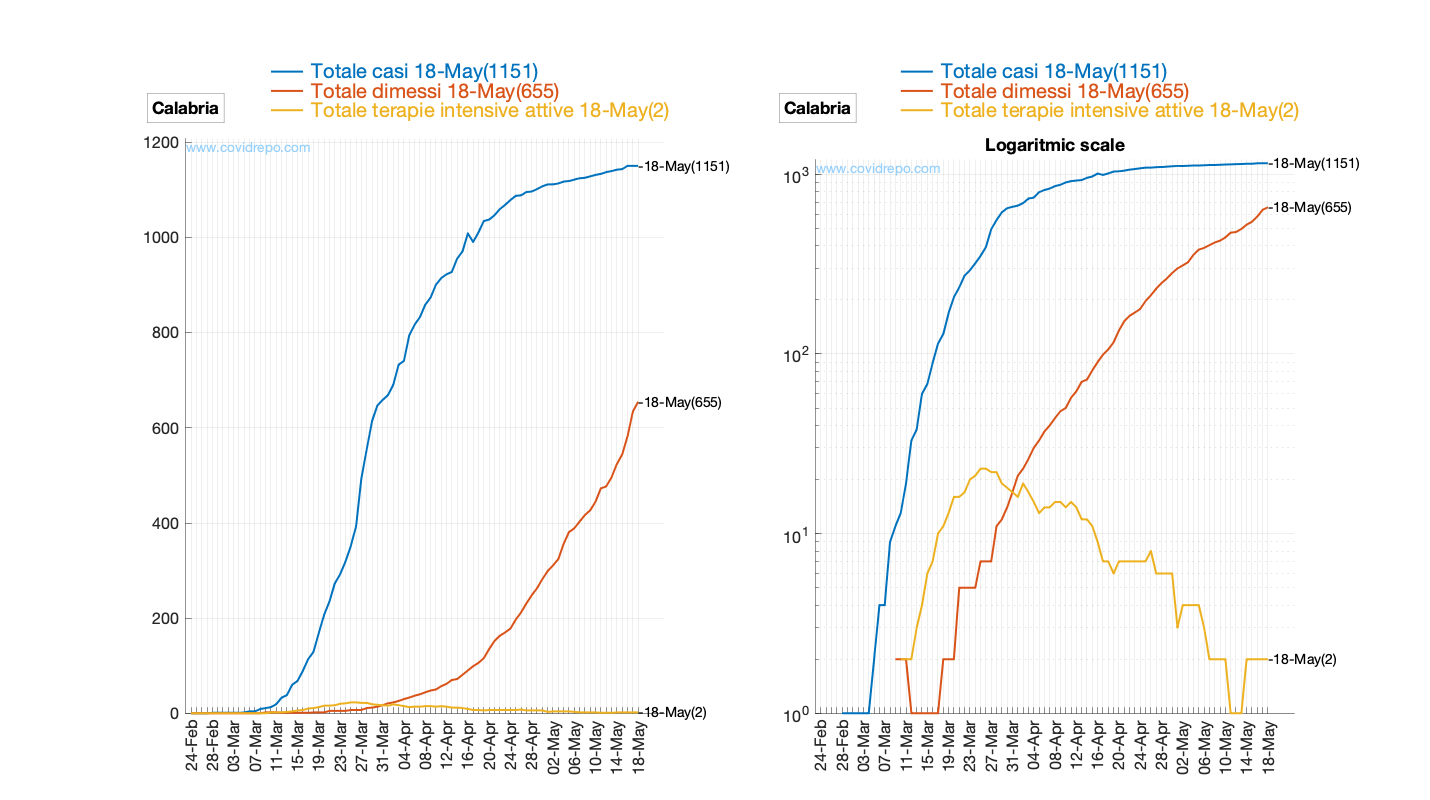 Totale casi 18-May(1151)
Totale dimessi 18-May(655)
Totale terapie intensive attive 18-May(2)
Calabria
www.covidrepo.com
1200
1000
800
600
400
200
0
18-May(1151)
18-May(655)
18-May(2)
24-Feb
28-Feb
03-Mar
07-Mar
11-Mar
15-Mar
19-Mar
23-Mar
27-Mar
31-Mar
04-Apr
08-Apr
12-Apr
16-Apr
20-Apr
24-Apr
28-Apr
02-May
06-May
10-May
14-May
18-May
Totale casi 18-May(1151)
Totale dimessi 18-May(655)
Totale terapie intensive attive 18-May(2)
Calabria
Logaritmic scale
www.covidrepo.com
10³
10²
10¹
10⁰
18-May(1151)
18-May(655)
18-May(2)
24-Feb
28-Feb
03-Mar
07-Mar
11-Mar
15-Mar
19-Mar
23-Mar
27-Mar
31-Mar
04-Apr
08-Apr
12-Apr
16-Apr
20-Apr
24-Apr
28-Apr
02-May
06-May
10-May
14-May
18-May